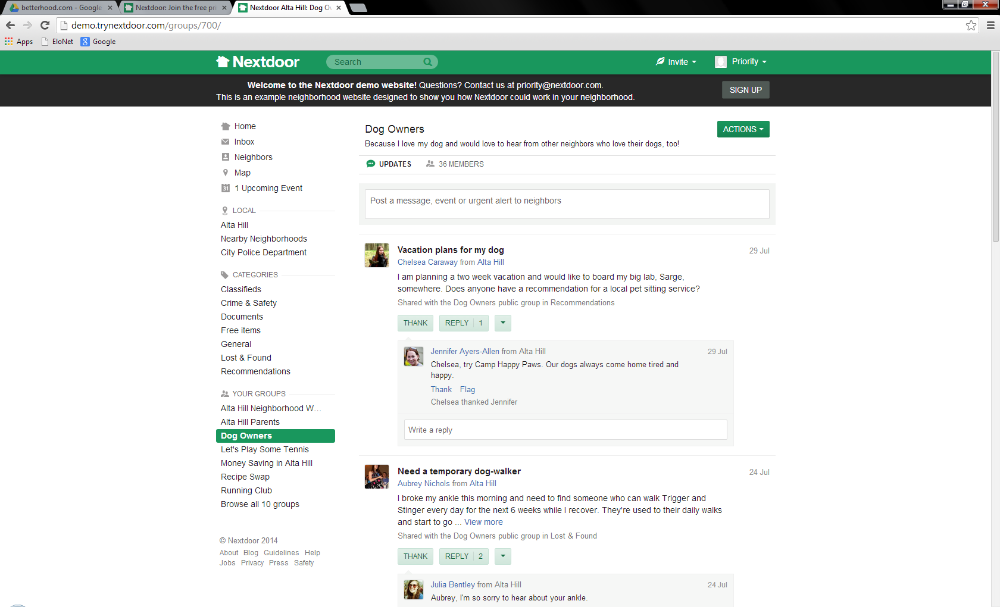 betterhood.com - Google
Nextdoor: Join the free pri
Nextdoor Alta Hill: Dog Ow
demo.trynextdoor.com/groups/700/
Apps
EloNet
Google
Nextdoor
Search
Invite
Priority
Welcome to the Nextdoor demo website! Questions? Contact us at priority@nextdoor.com.
This is an example neighborhood website designed to show you how Nextdoor could work in your neighborhood.
SIGN UP
Home
Inbox
Neighbors
Map
31 1 Upcoming Event
LOCAL
Alta Hill
Nearby Neighborhoods
City Police Department
CATEGORIES
Classifieds
Crime & Safety
Documents
Free items
General
Lost & Found
Recommendations
YOUR GROUPS
Alta Hill Neighborhood W...
Alta Hill Parents
Dog Owners
Let's Play Some Tennis
Money Saving in Alta Hill
Recipe Swap
Running Club
Browse all 10 groups
© Nextdoor 2014
About Blog Guidelines Help
Jobs Privacy Press Safety
Dog Owners
ACTIONS
Because I love my dog and would love to hear from other neighbors who love their dogs, too!
UPDATES
36 MEMBERS
Post a message, event or urgent alert to neighbors
Vacation plans for my dog
29 Jul
Chelsea Caraway from Alta Hill
I am planning a two week vacation and would like to board my big lab, Sarge,
somewhere. Does anyone have a recommendation for a local pet sitting service?
Shared with the Dog Owners public group in Recommendations
THANK
REPLY 1
Jennifer Ayers-Allen from Alta Hill
29 Jul
Chelsea, try Camp Happy Paws. Our dogs always come home tired and
happy.
Thank Flag
Chelsea thanked Jennifer
Write a reply
Need a temporary dog-walker
24 Jul
Aubrey Nichols from Alta Hill
I broke my ankle this morning and need to find someone who can walk Trigger and
Stinger every day for the next 6 weeks while I recover. They're used to their daily walks
and start to go ... View more
Shared with the Dog Owners public group in Lost & Found
THANK
REPLY 2
Julia Bentley from Alta Hill
24 Jul
Aubrey, I'm so sorry to hear about your ankle.